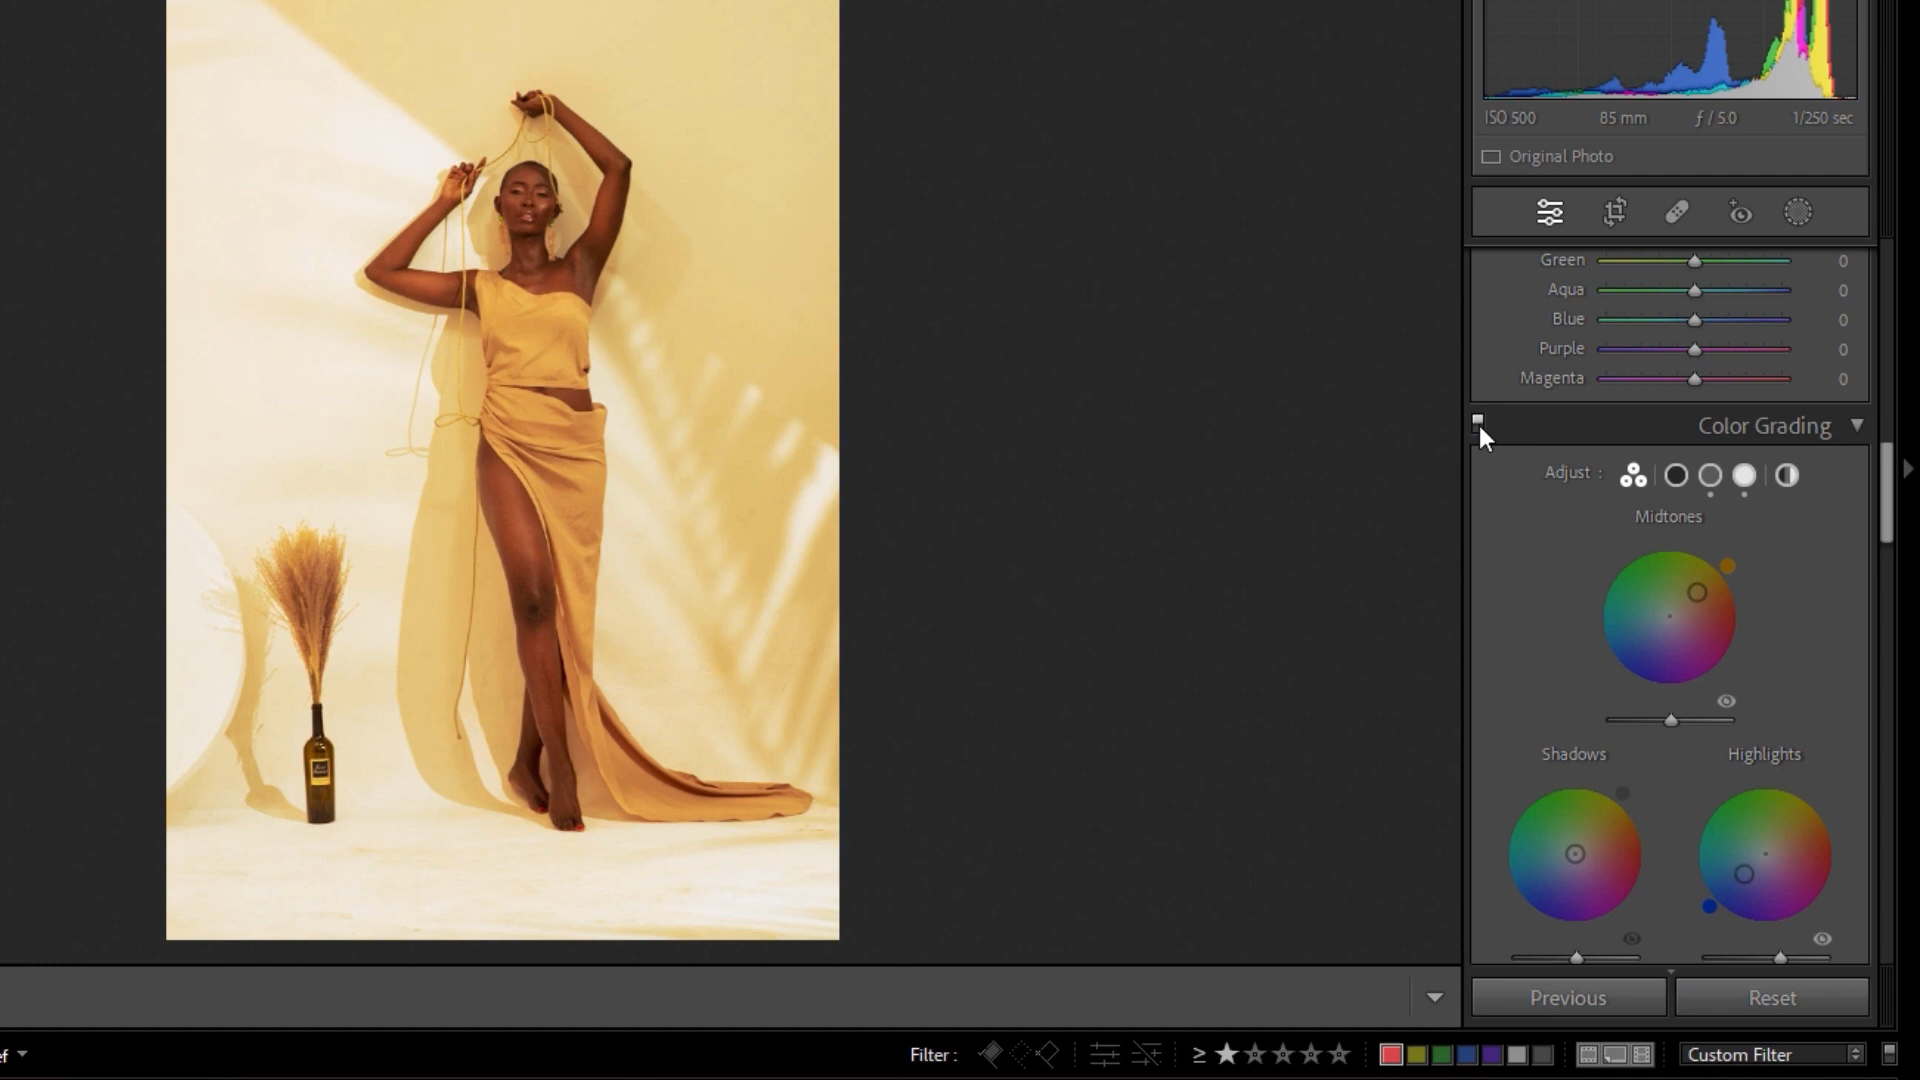 ISO 500 85 mm ƒ / 5.0 1/250 sec
Original Photo
Green 0
Aqua 0
Blue 0
Purple 0
Magenta 0
Color Grading
Adjust :
Midtones
Shadows Highlights
Previous Reset
ef Filter : ≥ Custom Filter